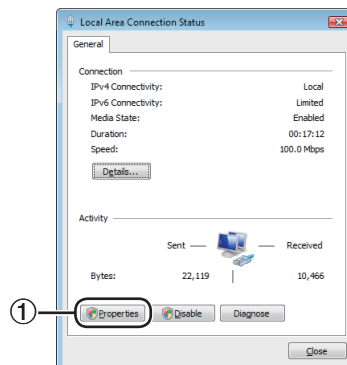 Local Area Connection Status
General
Connection
IPv4 Connectivity: Local
IPv6 Connectivity: Limited
Media State: Enabled
Duration: 00:17:12
Speed: 100.0 Mbps
Details...
Activity
Sent Received
Bytes: 22,119 10,466
① Properties Disable Diagnose
Close